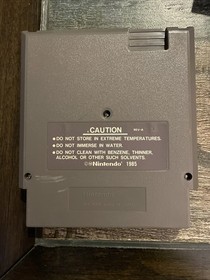 CAUTION
● DO NOT STORE IN EXTREME TEMPERATURES.
● DO NOT IMMERSE IN WATER.
● DO NOT CLEAN WITH BENZENE, THINNER,
ALCOHOL OR OTHER SUCH SOLVENTS.
©®Nintendo® 1985